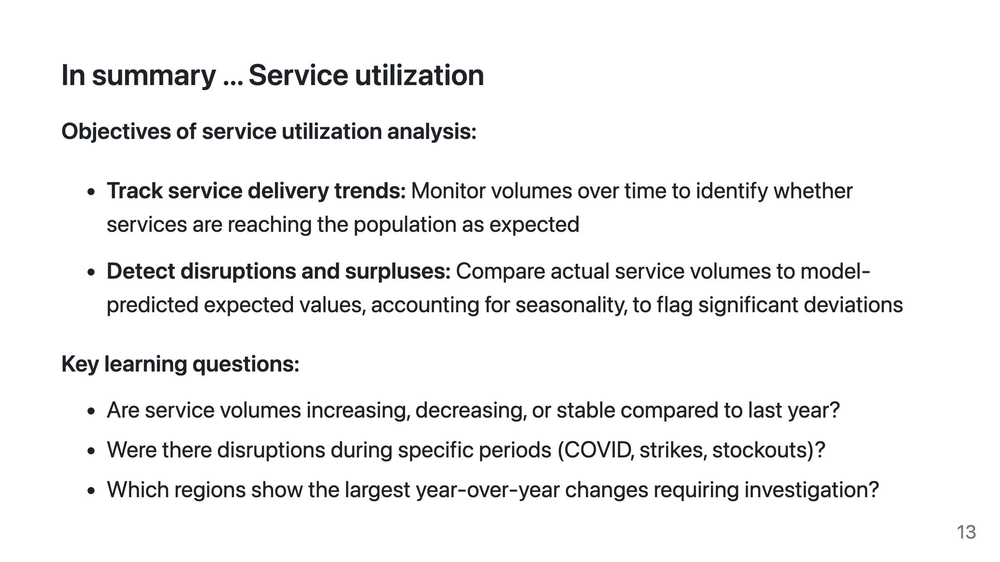 In summary ... Service utilization
Objectives of service utilization analysis:
• Track service delivery trends: Monitor volumes over time to identify whether
services are reaching the population as expected
• Detect disruptions and surpluses: Compare actual service volumes to model-
predicted expected values, accounting for seasonality, to flag significant deviations
Key learning questions:
• Are service volumes increasing, decreasing, or stable compared to last year?
• Were there disruptions during specific periods (COVID, strikes, stockouts)?
• Which regions show the largest year-over-year changes requiring investigation?
13